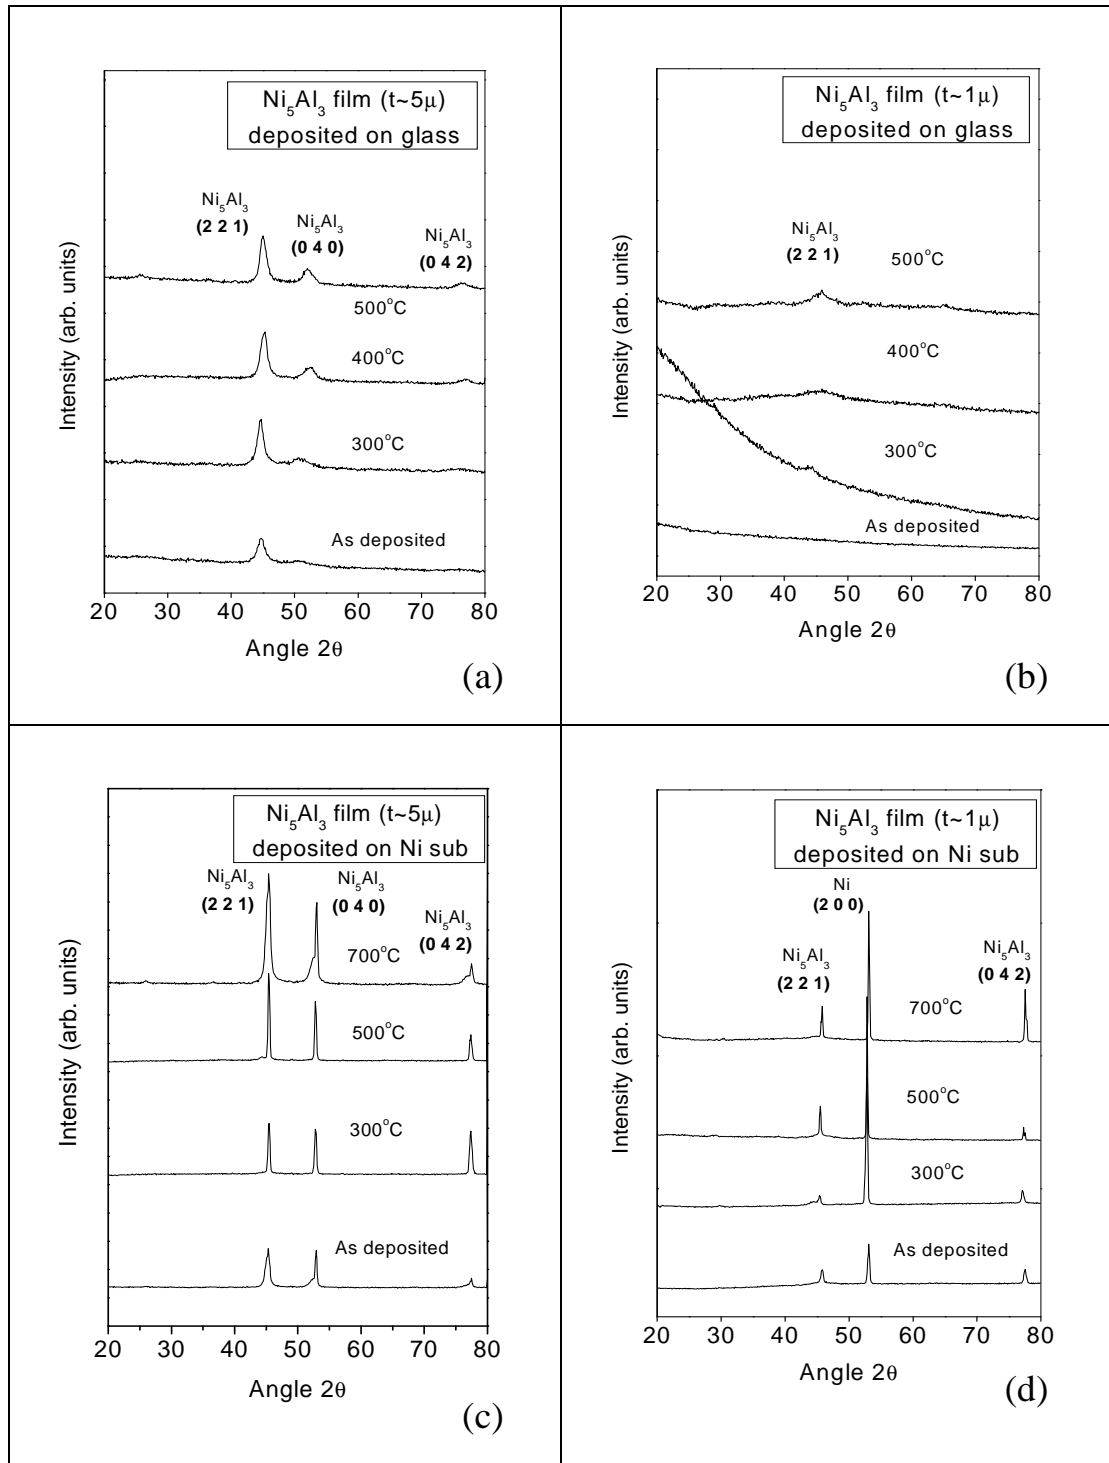 Ni₅Al₃ film (t~5μ)
deposited on glass
Ni₅Al₃
(2 2 1)
Ni₅Al₃
(0 4 0)
Ni₅Al₃
(0 4 2)
500°C
400°C
300°C
As deposited
Intensity (arb. units)
20 30 40 50 60 70 80
Angle 2θ
(a)
Ni₅Al₃ film (t~1μ)
deposited on glass
Ni₅Al₃
(2 2 1)
500°C
400°C
300°C
As deposited
Intensity (arb. units)
20 30 40 50 60 70 80
Angle 2θ
(b)
Ni₅Al₃ film (t~5μ)
deposited on Ni sub
Ni₅Al₃
(2 2 1)
Ni₅Al₃
(0 4 0)
Ni₅Al₃
(0 4 2)
700°C
500°C
300°C
As deposited
Intensity (arb. units)
20 30 40 50 60 70 80
Angle 2θ
(c)
Ni₅Al₃ film (t~1μ)
deposited on Ni sub
Ni
(2 0 0)
Ni₅Al₃
(2 2 1)
Ni₅Al₃
(0 4 2)
700°C
500°C
300°C
As deposited
Intensity (arb. units)
20 30 40 50 60 70 80
Angle 2θ
(d)